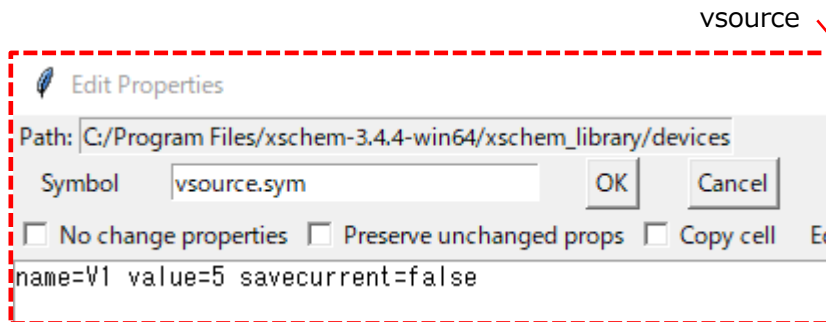 vsource
Edit Properties
Path: C:/Program Files/xschem-3.4.4-win64/xschem_library/devices
Symbol vsource.sym OK Cancel
No change properties Preserve unchanged props Copy cell
name=V1 value=5 savecurrent=false